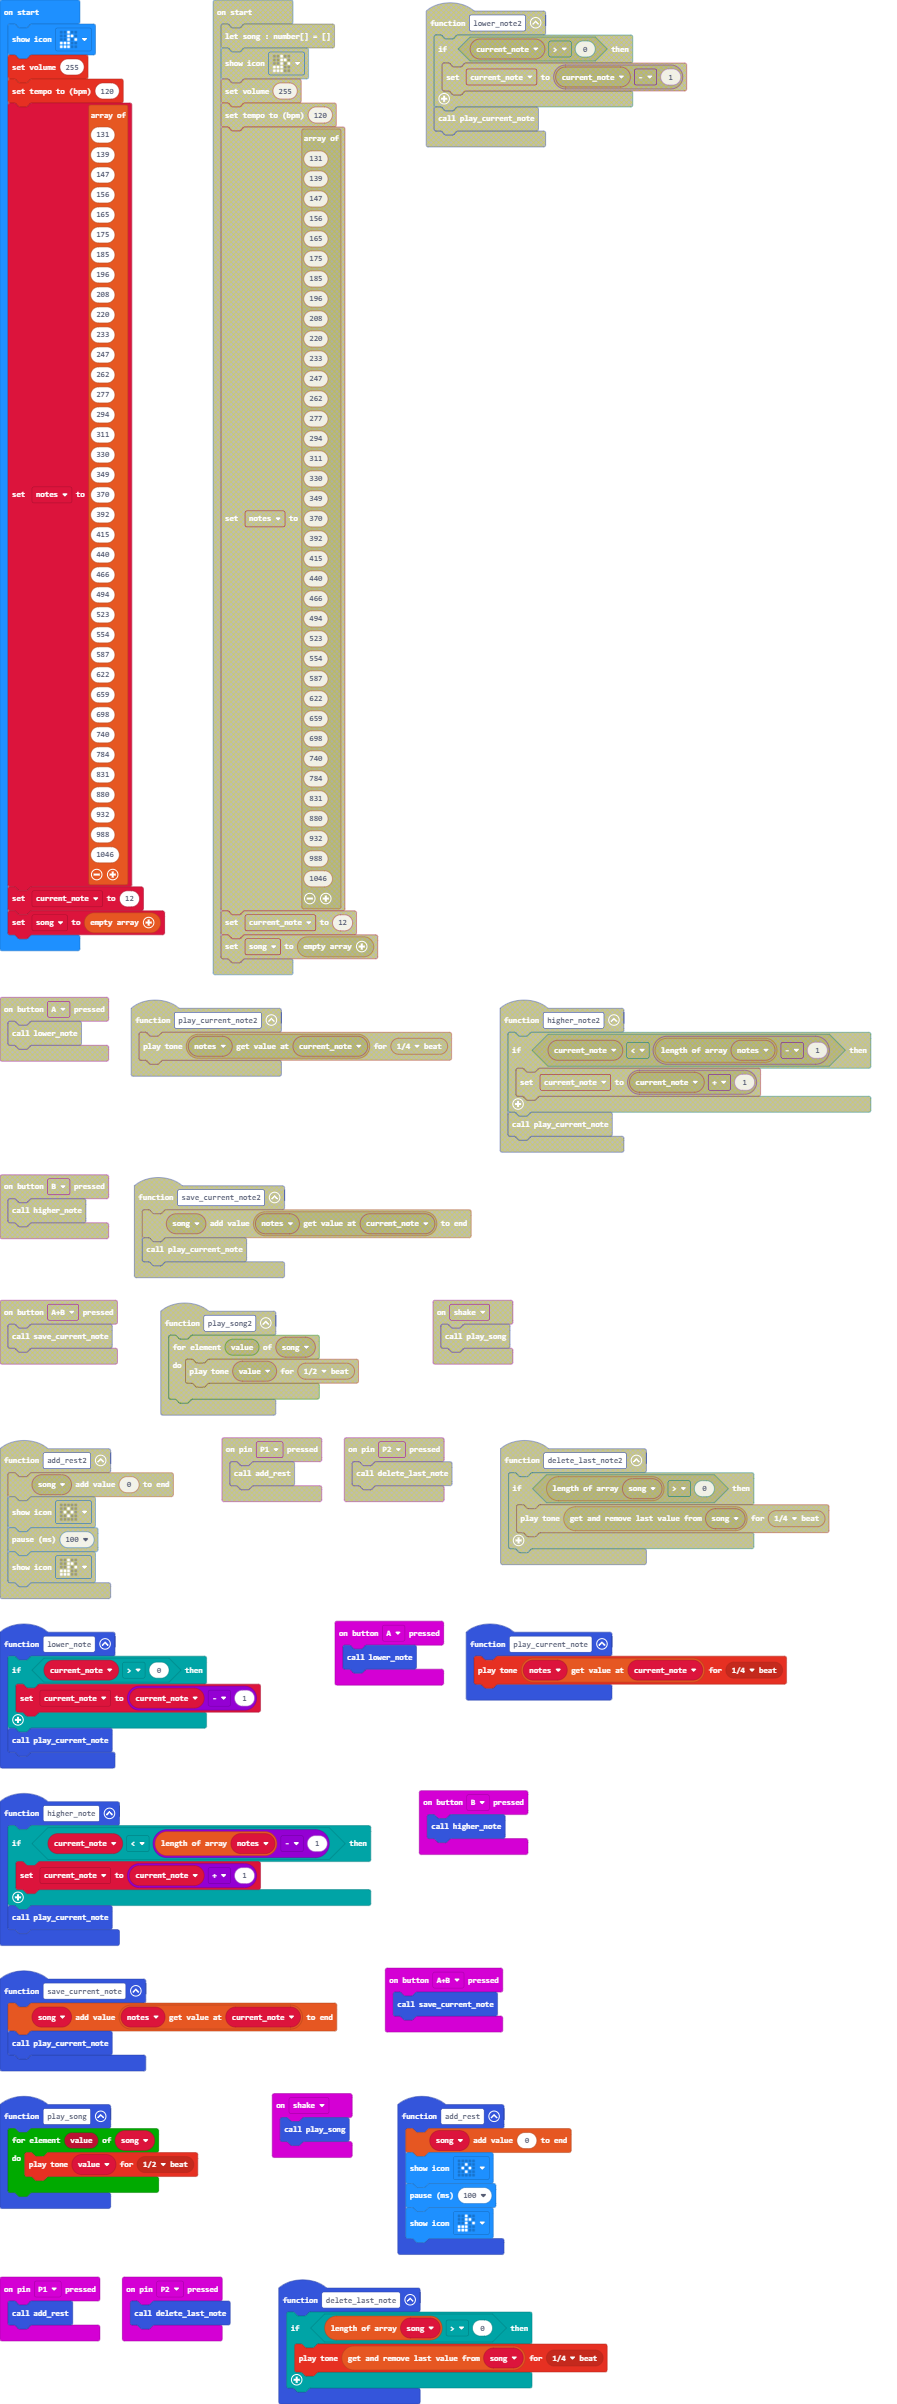 on start
show icon
set volume 255
set tempo to (bpm) 120
array of
131
139
147
156
165
175
185
196
208
220
233
247
262
277
294
311
330
349
set notes to 370
392
415
440
466
494
523
554
587
622
659
698
740
784
831
880
932
988
1046
set current_note to 12
set song to empty array
on start
let song : number[] = []
show icon
set volume 255
set tempo to (bpm) 120
array of
131
139
147
156
165
175
185
196
208
220
233
247
262
277
294
311
330
349
set notes to 370
392
415
440
466
494
523
554
587
622
659
698
740
784
831
880
932
988
1046
set current_note to 12
set song to empty array
function lower_note2
if current_note > 0 then
set current_note to current_note - 1
call play_current_note
on button A pressed
call lower_note
function play_current_note2
play tone notes get value at current_note for 1/4 beat
function higher_note2
if current_note < length of array notes - 1 then
set current_note to current_note + 1
call play_current_note
on button B pressed
call higher_note
function save_current_note2
song add value notes get value at current_note to end
call play_current_note
on button A+B pressed
call save_current_note
function play_song2
for element value of song
do play tone value for 1/2 beat
on shake
call play_song
function add_rest2
song add value 0 to end
show icon
pause (ms) 100
show icon
on pin P1 pressed
call add_rest
on pin P2 pressed
call delete_last_note
function delete_last_note2
if length of array song > 0 then
play tone get and remove last value from song for 1/4 beat
function lower_note
if current_note > 0 then
set current_note to current_note - 1
call play_current_note
on button A pressed
call lower_note
function play_current_note
play tone notes get value at current_note for 1/4 beat
function higher_note
if current_note < length of array notes - 1 then
set current_note to current_note + 1
call play_current_note
on button B pressed
call higher_note
function save_current_note
song add value notes get value at current_note to end
call play_current_note
on button A+B pressed
call save_current_note
function play_song
for element value of song
do play tone value for 1/2 beat
on shake
call play_song
function add_rest
song add value 0 to end
show icon
pause (ms) 100
show icon
on pin P1 pressed
call add_rest
on pin P2 pressed
call delete_last_note
function delete_last_note
if length of array song > 0 then
play tone get and remove last value from song for 1/4 beat